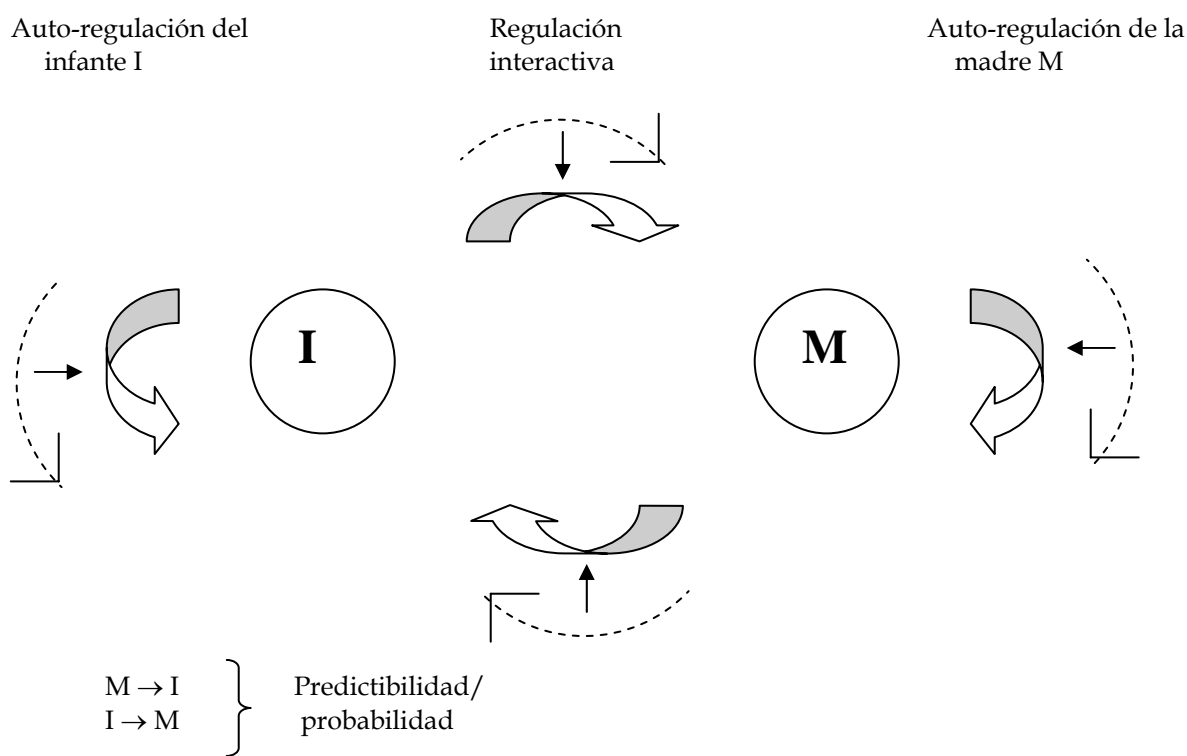 Auto-regulación del
infante I
Regulación
interactiva
Auto-regulación de la
madre M
I
M
M → I
I → M
Predictibilidad/
probabilidad